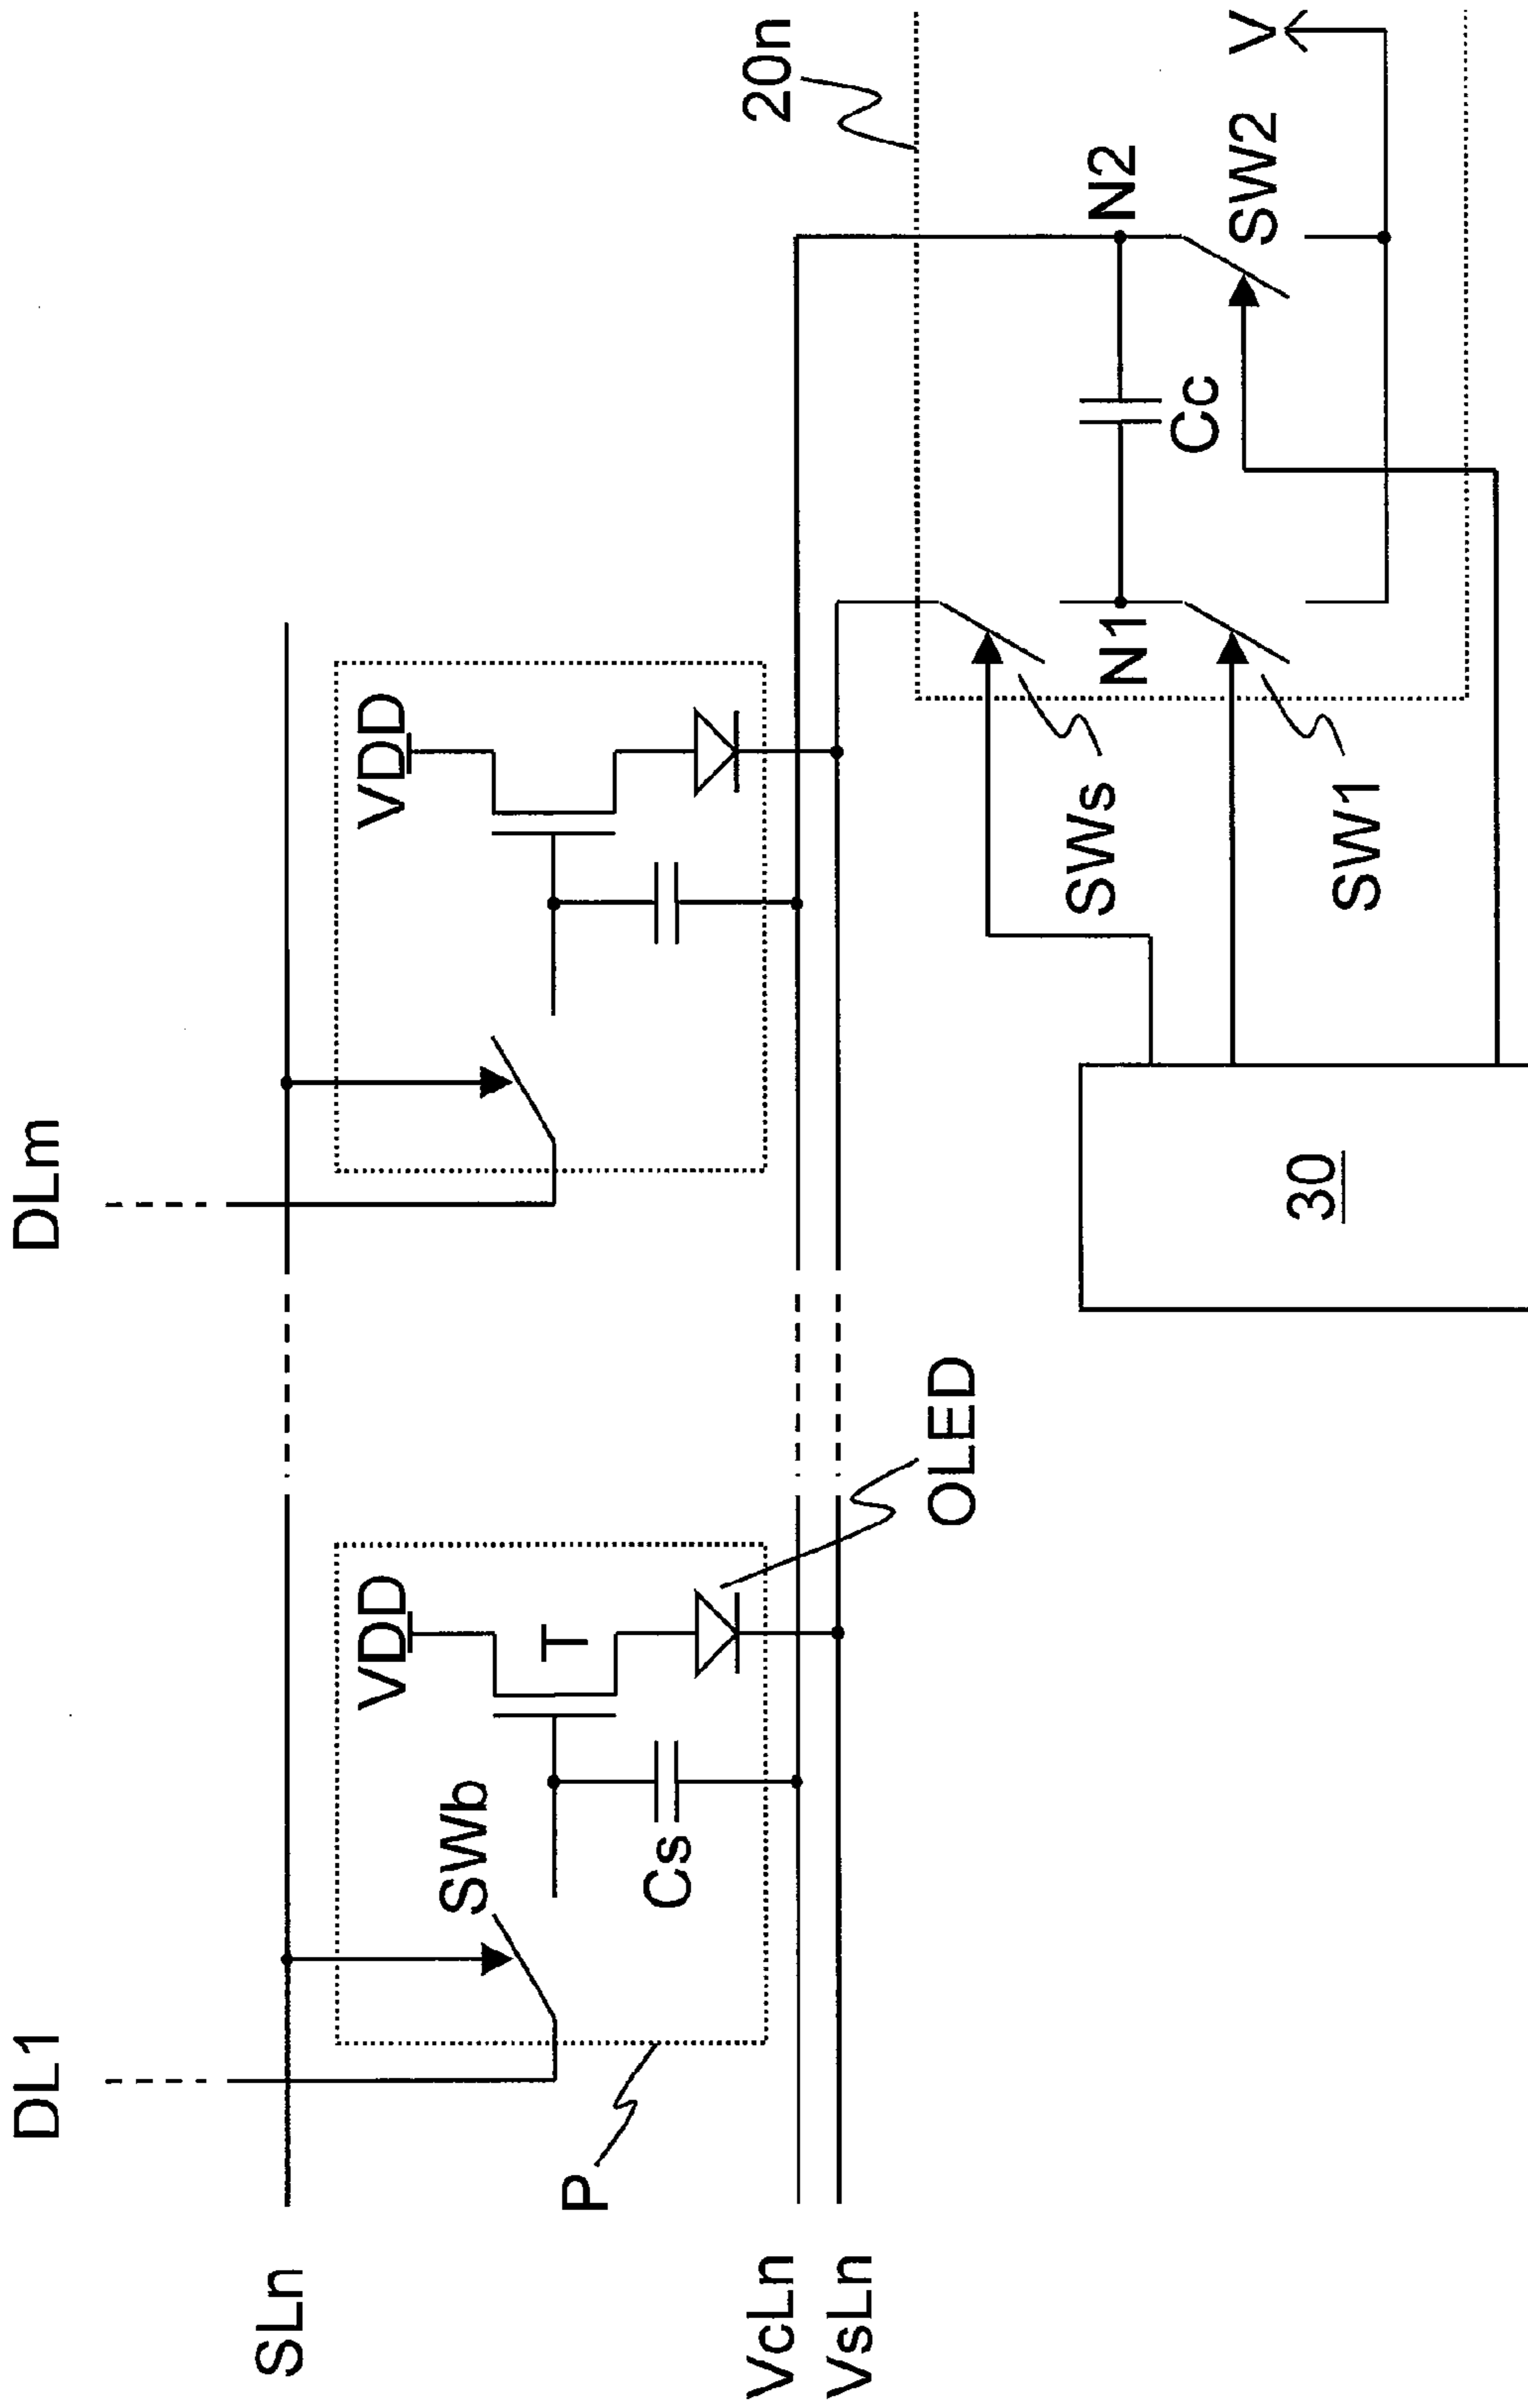 DL1
DLm
SLn
VDD
VDD
SWb
T
Cs
P
VcLn
VsLn
OLED
20n
SWs
N1
N2
Cc
SW1
SW2
V
30